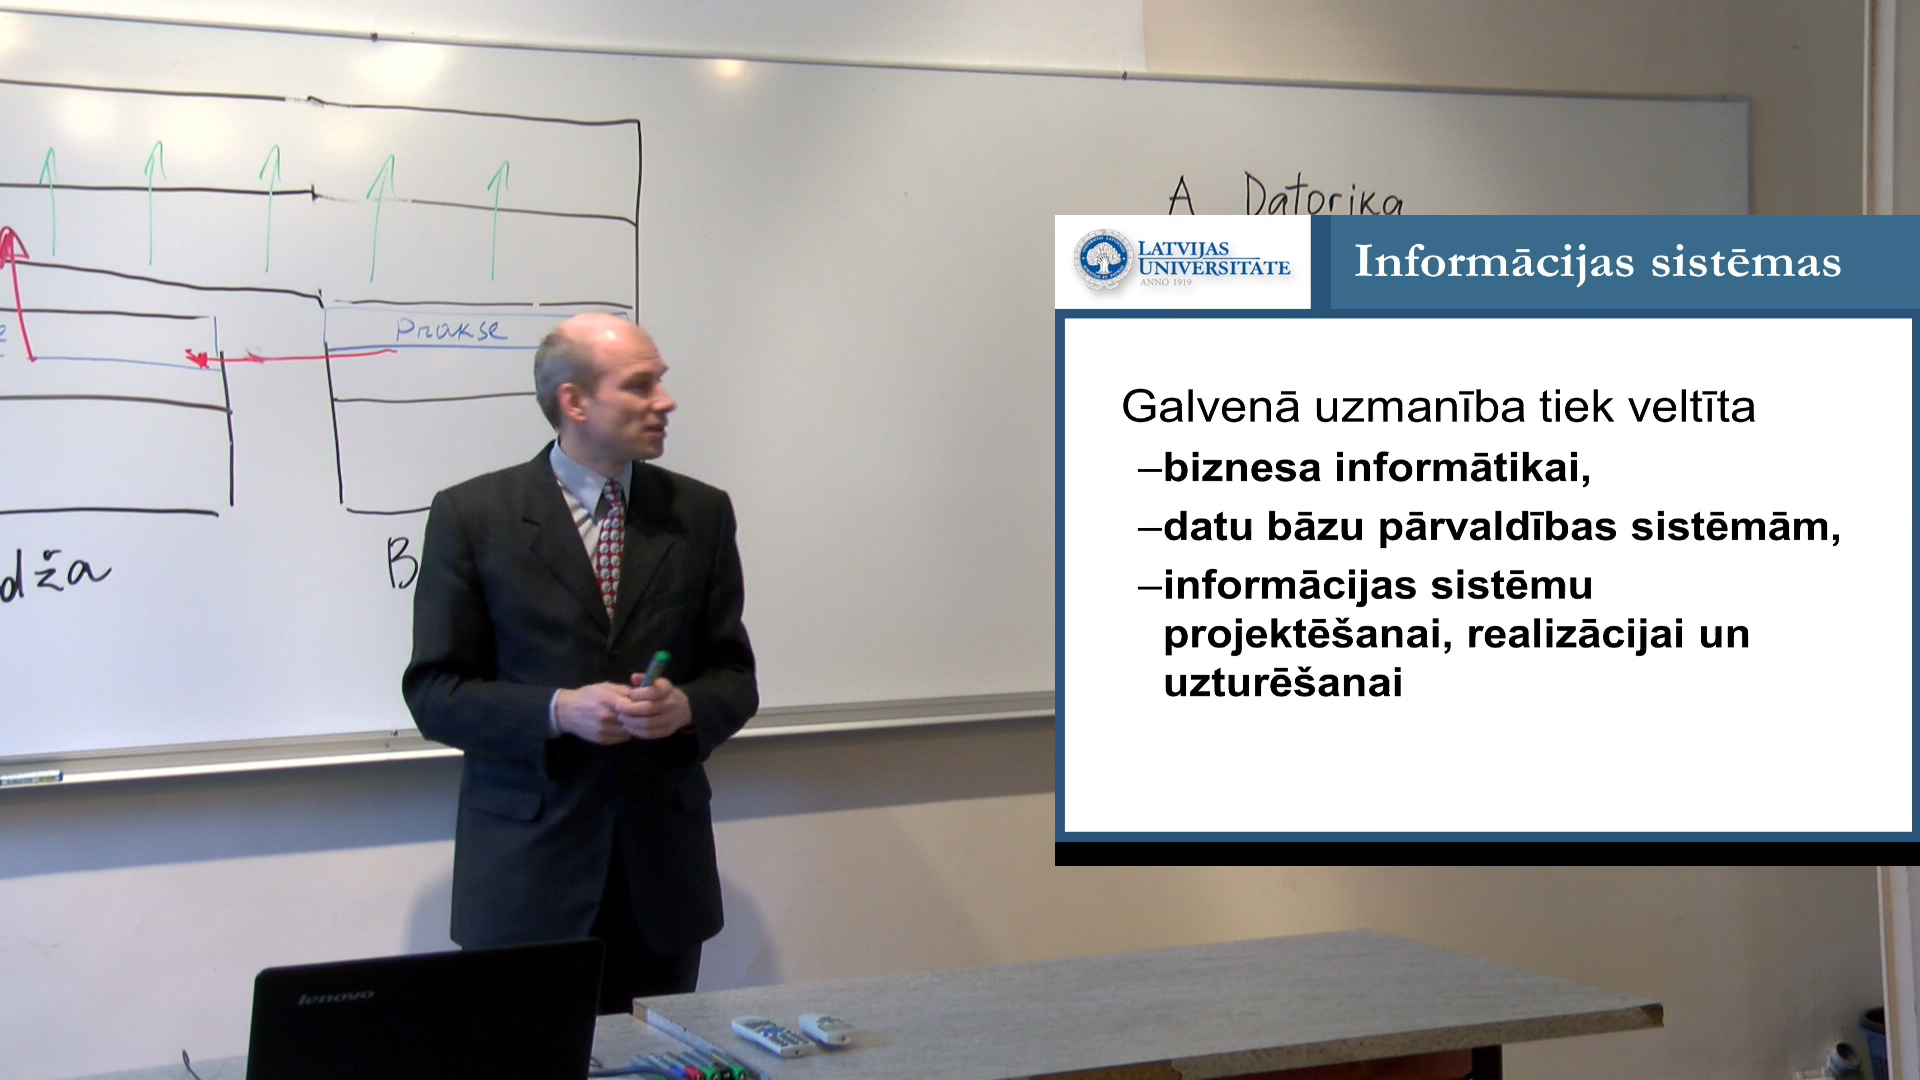 A Datorika
Prakse
dža
B
lenovo
LATVIJAS
UNIVERSITATE
ANNO 1919
Informācijas sistēmas
Galvenā uzmanība tiek veltīta
–biznesa informātikai,
–datu bāzu pārvaldības sistēmām,
–informācijas sistēmu
projektēšanai, realizācijai un
uzturēšanai